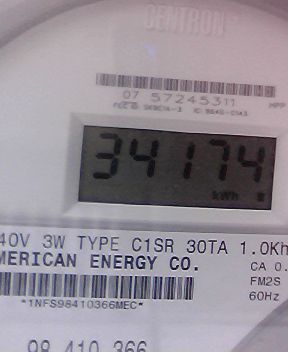 CENTRON
07 57245311
34174
kWh
40V 3W TYPE C1SR 30TA 1.0Kh
MERICAN ENERGY CO.
CA 0.
FM2S
60Hz
*1NFS98410366MEC*
98 410 366